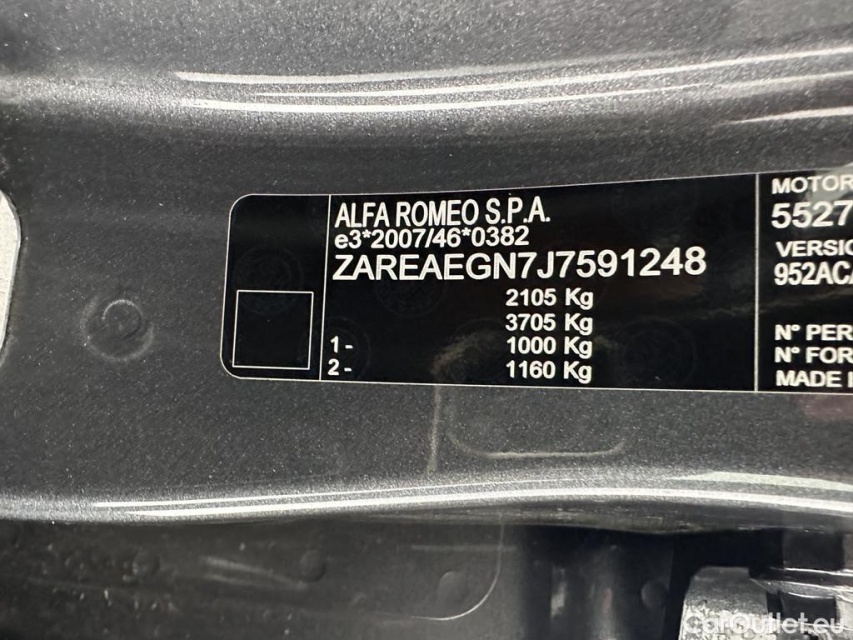 ALFA ROMEO S.P.A.
e3*2007/46*0382
ZAREAEGN7J7591248
2105 Kg
3705 Kg
1- 1000 Kg
2- 1160 Kg
MOTOR
5527
VERSIO
952ACA
N° PER
N° FOR
MADE I
CarOutlet.eu